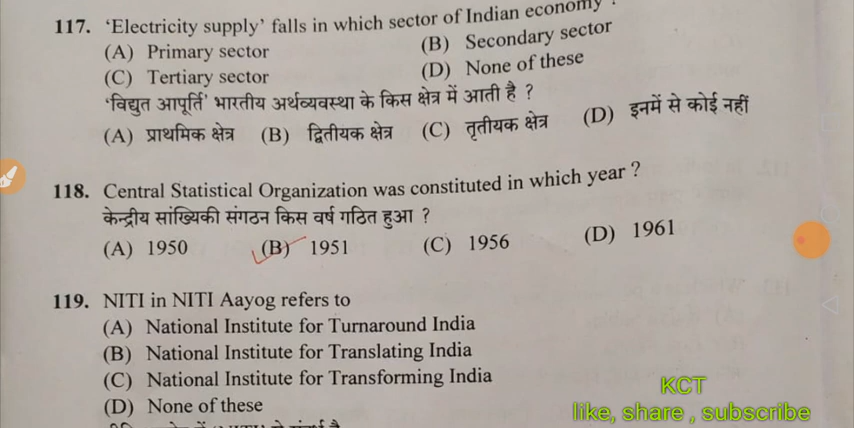 117. ‘Electricity supply’ falls in which sector of Indian economy
(A) Primary sector (B) Secondary sector
(C) Tertiary sector (D) None of these
‘विद्युत आपूर्ति’ भारतीय अर्थव्यवस्था के किस क्षेत्र में आती है ?
(A) प्राथमिक क्षेत्र (B) द्वितीयक क्षेत्र (C) तृतीयक क्षेत्र (D) इनमें से कोई नहीं
118. Central Statistical Organization was constituted in which year ?
केन्द्रीय सांख्यिकी संगठन किस वर्ष गठित हुआ ?
(A) 1950 (B) 1951 (C) 1956 (D) 1961
119. NITI in NITI Aayog refers to
(A) National Institute for Turnaround India
(B) National Institute for Translating India
(C) National Institute for Transforming India
(D) None of these
KCT
like, share , subscribe